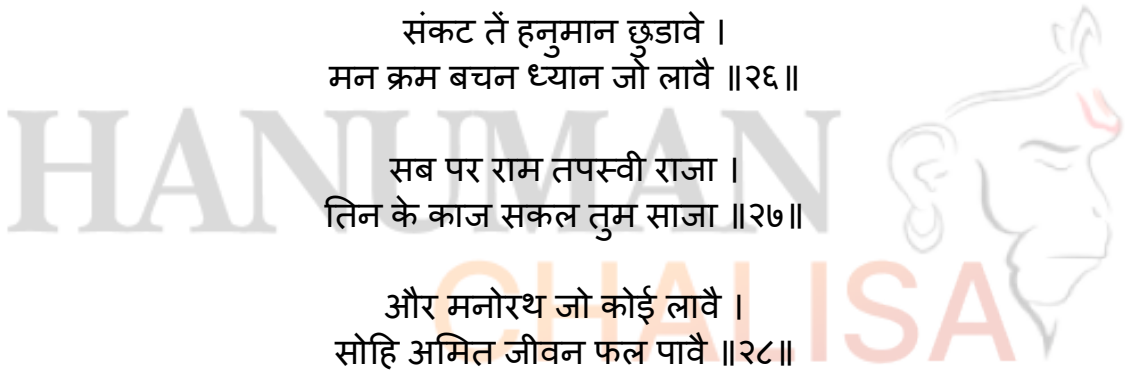 संकट तें हनुमान छुडावे ।
मन क्रम बचन ध्यान जो लावै ॥२६॥
सब पर राम तपस्वी राजा ।
तिन के काज सकल तुम साजा ॥२७॥
और मनोरथ जो कोई लावै ।
सोहि अमित जीवन फल पावै ॥२८॥
HANUMAN
CHALISA